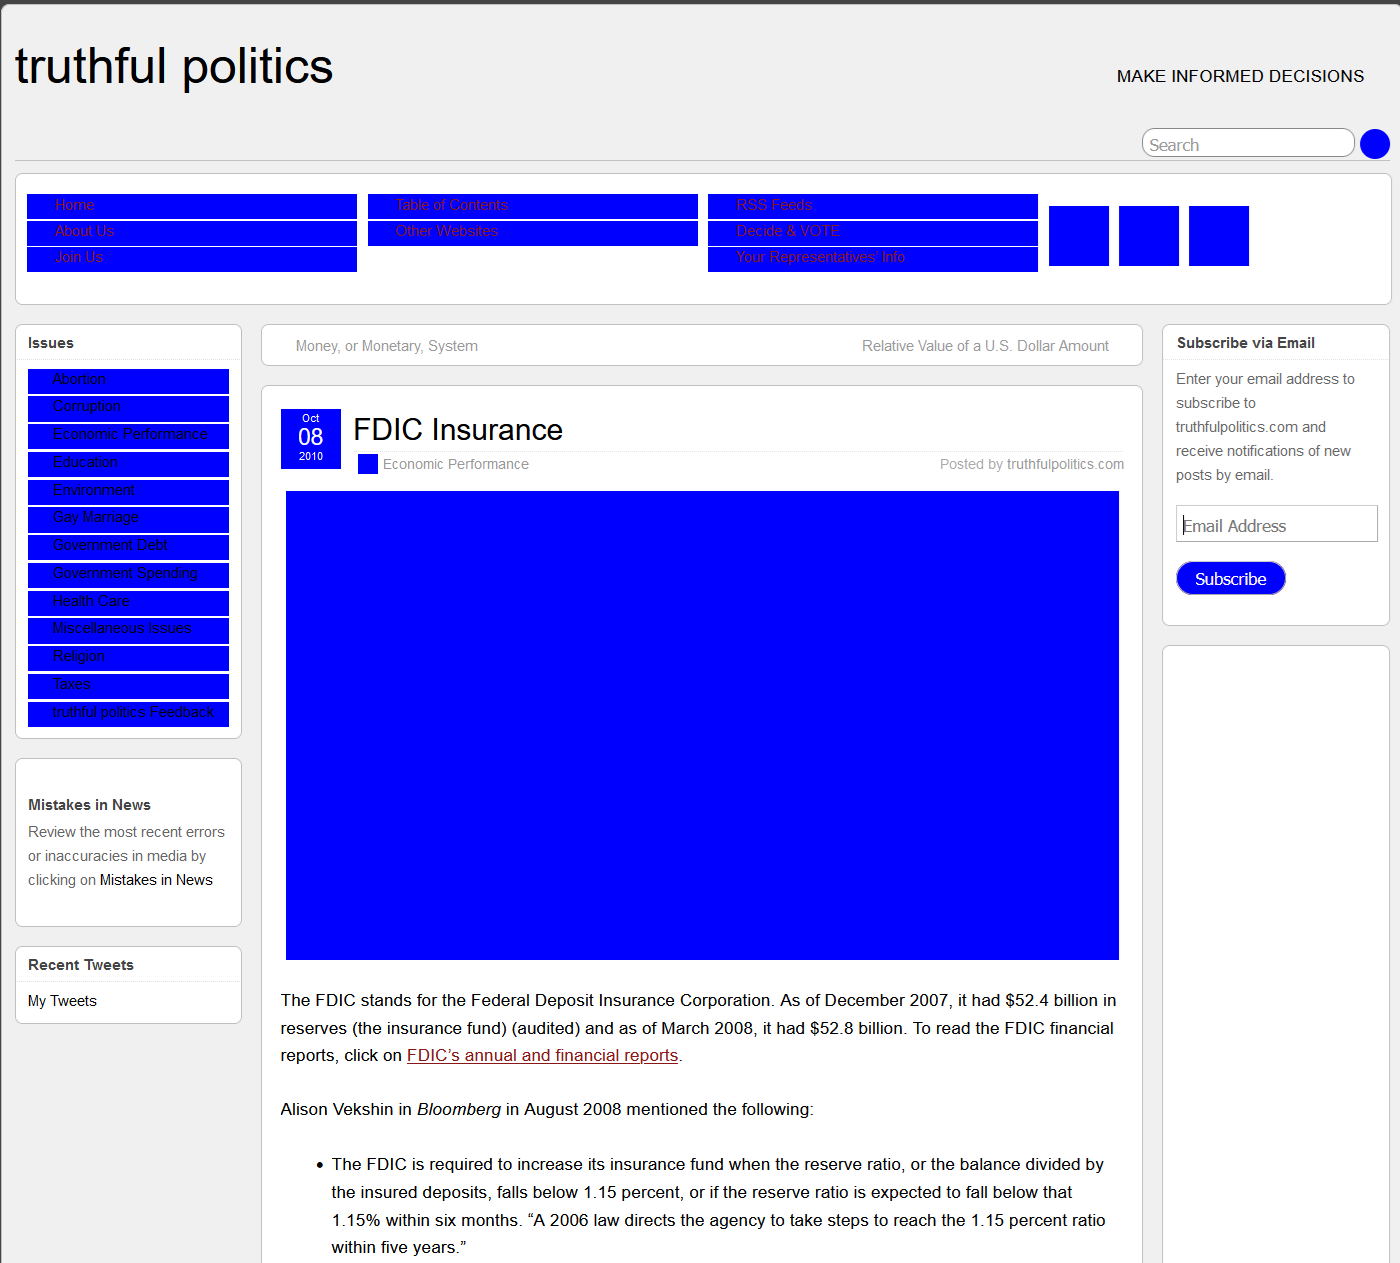 truthful politics
MAKE INFORMED DECISIONS
Search
Home
About Us
Join Us
Table of Contents
Other Websites
RSS Feeds
Decide & VOTE
Your Representatives' Info
Issues
Abortion
Corruption
Economic Performance
Education
Environment
Gay Marriage
Government Debt
Government Spending
Health Care
Miscellaneous Issues
Religion
Taxes
truthful politics Feedback
Mistakes in News
Review the most recent errors
or inaccuracies in media by
clicking on Mistakes in News
Recent Tweets
My Tweets
Money, or Monetary, System
Relative Value of a U.S. Dollar Amount
Oct
08
2010
FDIC Insurance
Economic Performance
Posted by truthfulpolitics.com
The FDIC stands for the Federal Deposit Insurance Corporation. As of December 2007, it had $52.4 billion in
reserves (the insurance fund) (audited) and as of March 2008, it had $52.8 billion. To read the FDIC financial
reports, click on FDIC’s annual and financial reports.
Alison Vekshin in Bloomberg in August 2008 mentioned the following:
• The FDIC is required to increase its insurance fund when the reserve ratio, or the balance divided by
the insured deposits, falls below 1.15 percent, or if the reserve ratio is expected to fall below that
1.15% within six months. “A 2006 law directs the agency to take steps to reach the 1.15 percent ratio
within five years.”
Subscribe via Email
Enter your email address to
subscribe to
truthfulpolitics.com and
receive notifications of new
posts by email.
Email Address
Subscribe